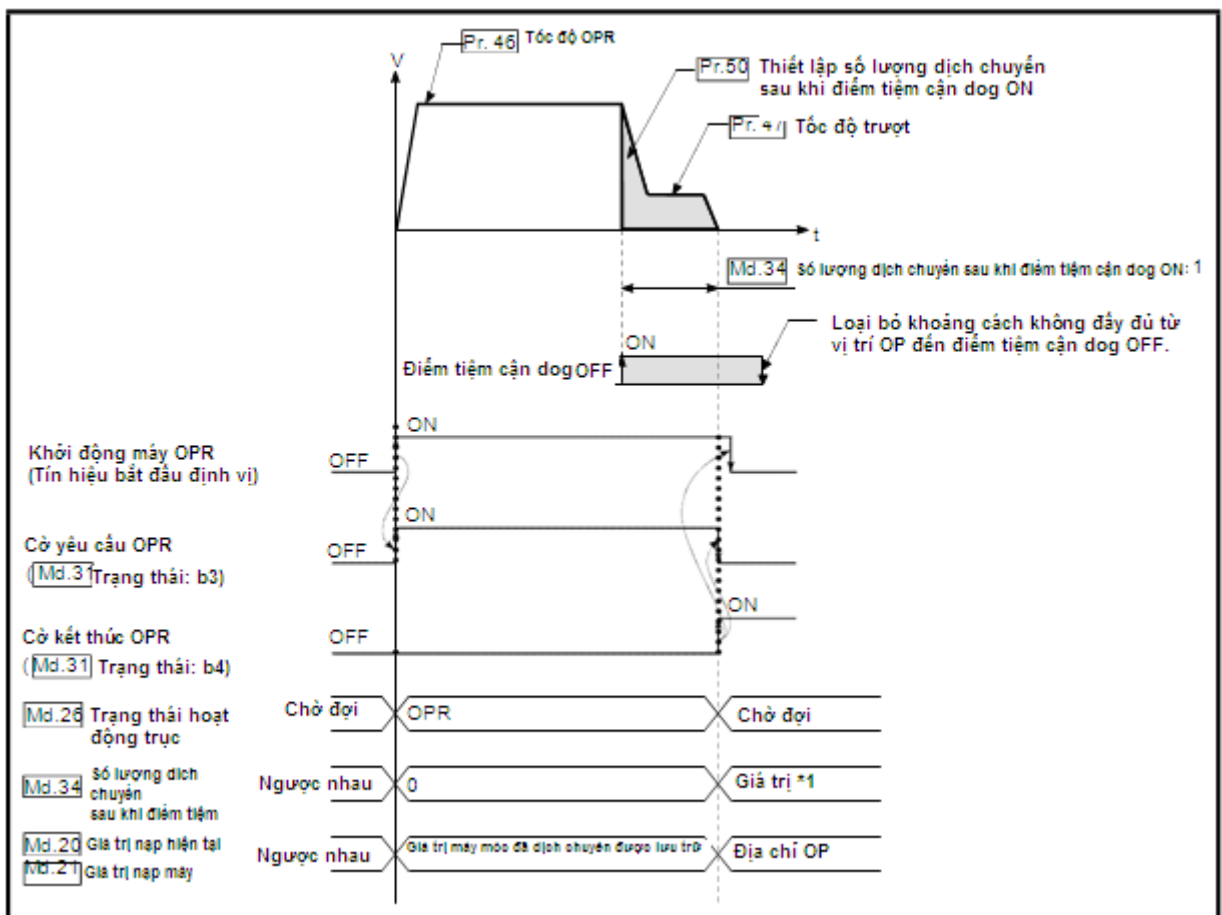 Pr. 46 Tốc độ OPR
V
Pr.50 Thiết lập số lượng dịch chuyển
sau khi điểm tiệm cận dog ON
Pr. 47 Tốc độ trượt
t
Md.34 Số lượng dịch chuyển sau khi điểm tiệm cận dog ON: 1
Loại bỏ khoảng cách không đầy đủ từ
vị trí OP đến điểm tiệm cận dog OFF.
ON
Điểm tiệm cận dog OFF
ON
Khởi động máy OPR
(Tín hiệu bắt đầu định vị)
OFF
ON
Cờ yêu cầu OPR
(Md.31 Trạng thái: b3)
OFF
ON
Cờ kết thúc OPR
(Md.31 Trạng thái: b4)
OFF
Md.26 Trạng thái hoạt
động trục
Chờ đợi
OPR
Chờ đợi
Md.34 Số lượng dịch
chuyển
sau khi điểm tiệm
Ngược nhau
0
Giá trị *1
Md.20 Giá trị nạp hiện tại
Md.21 Giá trị nạp máy
Ngược nhau
Giá trị máy móc đã dịch chuyển được lưu trữ
Địa chỉ OP